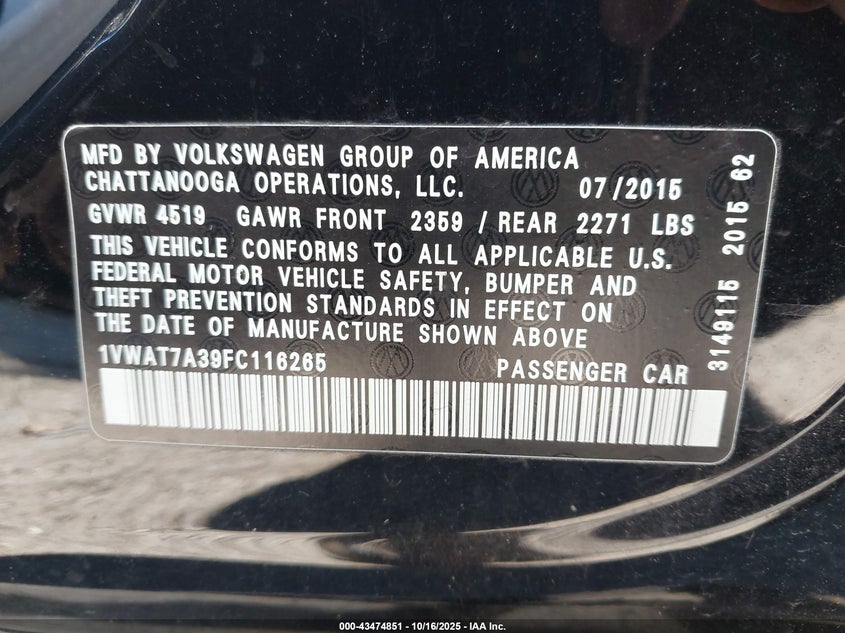 MFD BY VOLKSWAGEN GROUP OF AMERICA
CHATTANOOGA OPERATIONS, LLC. 07/2015
GVWR 4519 GAWR FRONT 2359 / REAR 2271 LBS
THIS VEHICLE CONFORMS TO ALL APPLICABLE U.S.
FEDERAL MOTOR VEHICLE SAFETY, BUMPER AND
THEFT PREVENTION STANDARDS IN EFFECT ON
THE DATE OF MANUFACTURE SHOWN ABOVE
1VWAT7A39FC116265 PASSENGER CAR
3149115 2015 62
000-43474851 - 10/16/2025 - IAA Inc.